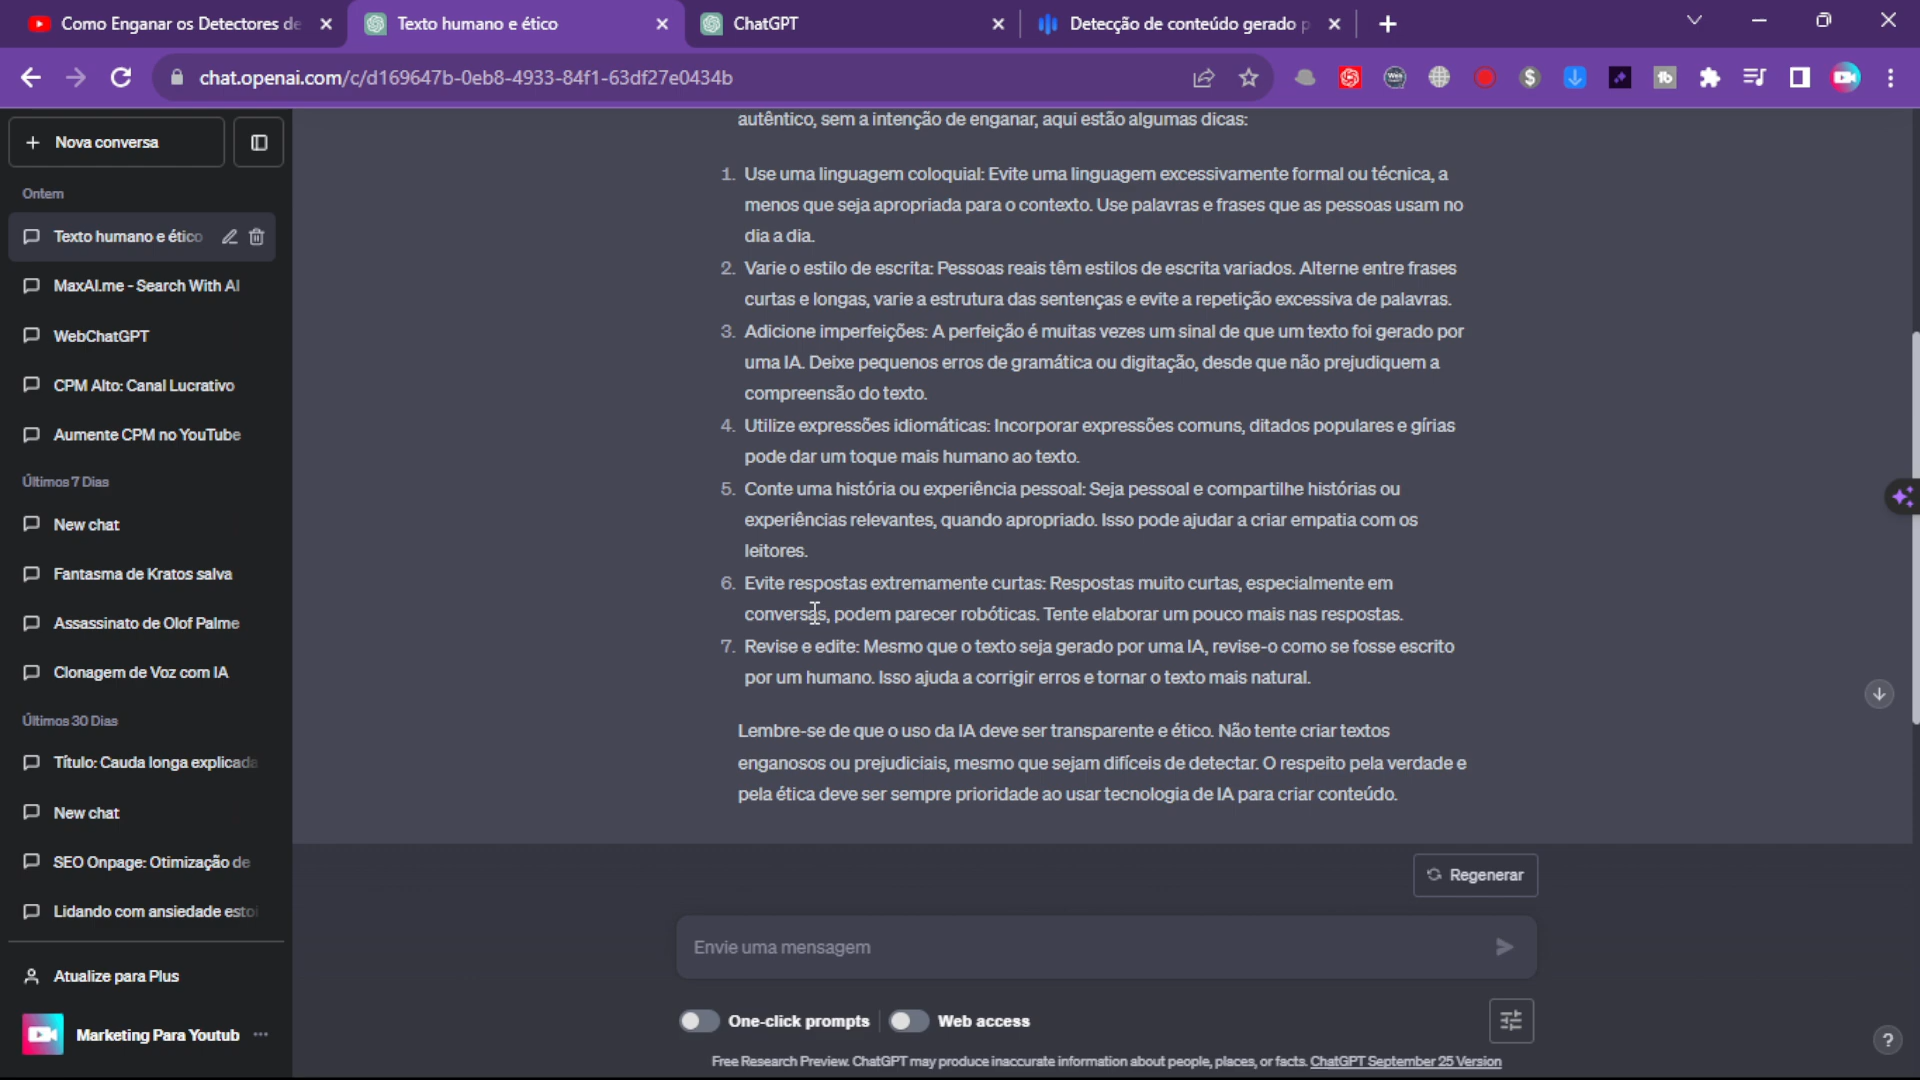 Como Enganar os Detectores de
Texto humano e ético
ChatGPT
Detecção de conteúdo gerado p
chat.openai.com/c/d169647b-0eb8-4933-84f1-63df27e0434b
Nova conversa
Ontem
Texto humano e ético
MaxAI.me - Search With AI
WebChatGPT
CPM Alto: Canal Lucrativo
Aumente CPM no YouTube
Últimos 7 Dias
New chat
Fantasma de Kratos salva
Assassinato de Olof Palme
Clonagem de Voz com IA
Últimos 30 Dias
Título: Cauda longa explicada
New chat
SEO Onpage: Otimização de
Lidando com ansiedade estoi
Atualize para Plus
Marketing Para Youtub
autêntico, sem a intenção de enganar, aqui estão algumas dicas:
1. Use uma linguagem coloquial: Evite uma linguagem excessivamente formal ou técnica, a
menos que seja apropriada para o contexto. Use palavras e frases que as pessoas usam no
dia a dia.
2. Varie o estilo de escrita: Pessoas reais têm estilos de escrita variados. Alterne entre frases
curtas e longas, varie a estrutura das sentenças e evite a repetição excessiva de palavras.
3. Adicione imperfeições: A perfeição é muitas vezes um sinal de que um texto foi gerado por
uma IA. Deixe pequenos erros de gramática ou digitação, desde que não prejudiquem a
compreensão do texto.
4. Utilize expressões idiomáticas: Incorporar expressões comuns, ditados populares e gírias
pode dar um toque mais humano ao texto.
5. Conte uma história ou experiência pessoal: Seja pessoal e compartilhe histórias ou
experiências relevantes, quando apropriado. Isso pode ajudar a criar empatia com os
leitores.
6. Evite respostas extremamente curtas: Respostas muito curtas, especialmente em
conversas, podem parecer robóticas. Tente elaborar um pouco mais nas respostas.
7. Revise e edite: Mesmo que o texto seja gerado por uma IA, revise-o como se fosse escrito
por um humano. Isso ajuda a corrigir erros e tornar o texto mais natural.
Lembre-se de que o uso da IA deve ser transparente e ético. Não tente criar textos
enganosos ou prejudiciais, mesmo que sejam difíceis de detectar. O respeito pela verdade e
pela ética deve ser sempre prioridade ao usar tecnologia de IA para criar conteúdo.
Regenerar
Envie uma mensagem
One-click prompts
Web access
Free Research Preview. ChatGPT may produce inaccurate information about people, places, or facts. ChatGPT September 25 Version